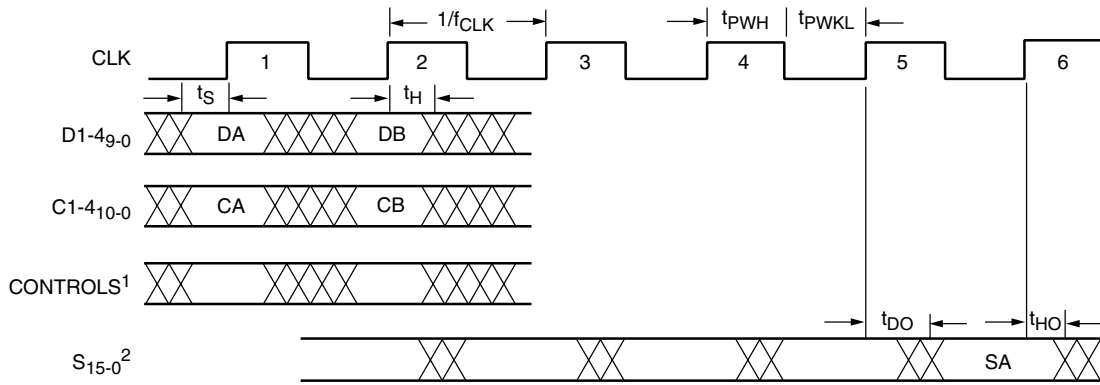 1/fCLK tPWH tPWKL
CLK 1 2 3 4 5 6
tS tH
D1-49-0 DA DB
C1-410-0 CA CB
CONTROLS1
tDO tHO
S15-02 SA